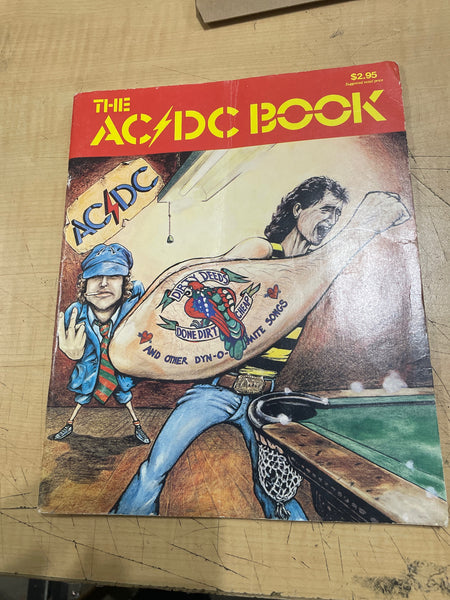 $2.95
Suggested retail price
THE
AC/DC BOOK
AC/DC
DIRTY DEEDS
DONE DIRT CHEAP
AND OTHER DYN-O-MITE SONGS